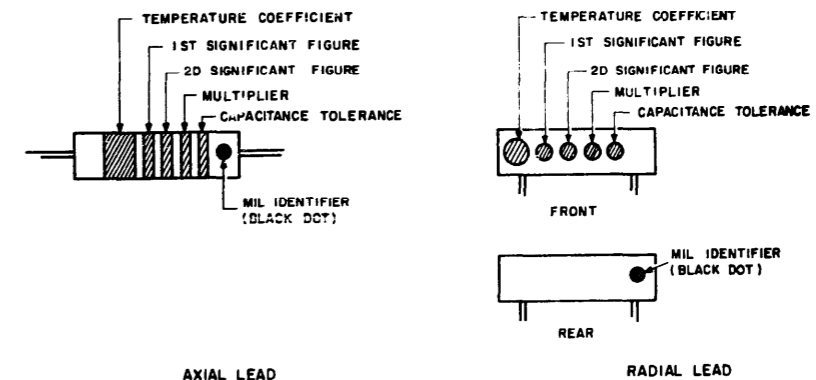 TEMPERATURE COEFFICIENT
1ST SIGNIFICANT FIGURE
2D SIGNIFICANT FIGURE
MULTIPLIER
CAPACITANCE TOLERANCE
MIL IDENTIFIER
(BLACK DOT)
AXIAL LEAD
TEMPERATURE COEFFICIENT
1ST SIGNIFICANT FIGURE
2D SIGNIFICANT FIGURE
MULTIPLIER
CAPACITANCE TOLERANCE
FRONT
MIL IDENTIFIER
(BLACK DOT)
REAR
RADIAL LEAD